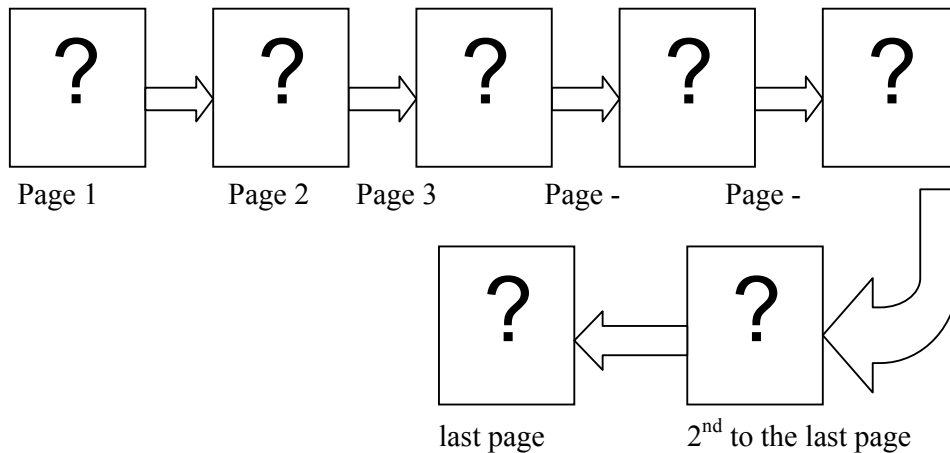 ? ? ? ? ?
Page 1 Page 2 Page 3 Page - Page -
? ?
last page 2nd to the last page